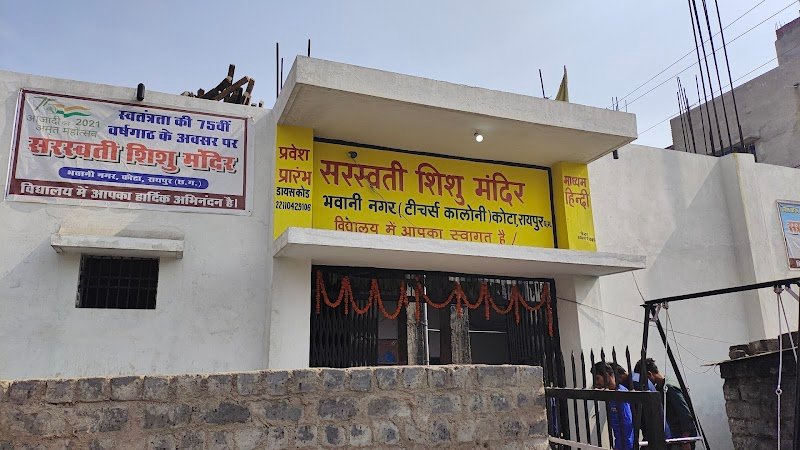 आज़ादी का
अमृत महोत्सव
2021
स्वतंत्रता की 75वीं
वर्षगाठ के अवसर पर
सरस्वती शिशु मंदिर
भवानी नगर, कोटा, रायपुर (छ.ग.)
विद्यालय में आपका हार्दिक अभिनंदन है।
प्रवेश
प्रारंभ
डायसकोड
22110423106
सरस्वती शिशु मंदिर
भवानी नगर (टीचर्स कालोनी) कोटा, रायपुर
विद्यालय में आपका स्वागत है!
माध्यम
हिन्दी